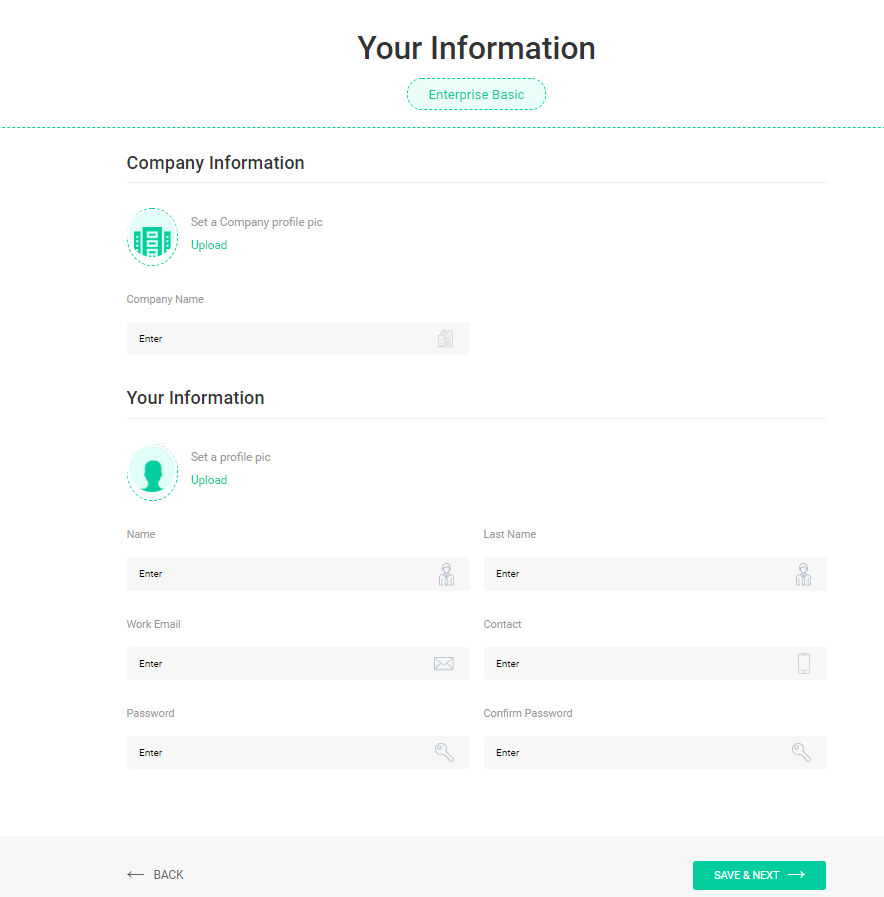 Your Information
Enterprise Basic
Company Information
Set a Company profile pic
Upload
Company Name
Enter
Your Information
Set a profile pic
Upload
Name
Last Name
Enter
Enter
Work Email
Contact
Enter
Enter
Password
Confirm Password
Enter
Enter
BACK
SAVE & NEXT